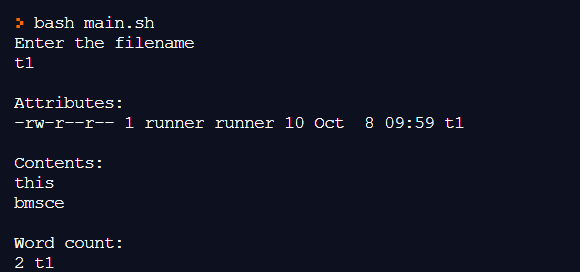 > bash main.sh
Enter the filename
t1
Attributes:
-rw-r--r-- 1 runner runner 10 Oct  8 09:59 t1
Contents:
this
bmsce
Word count:
2 t1